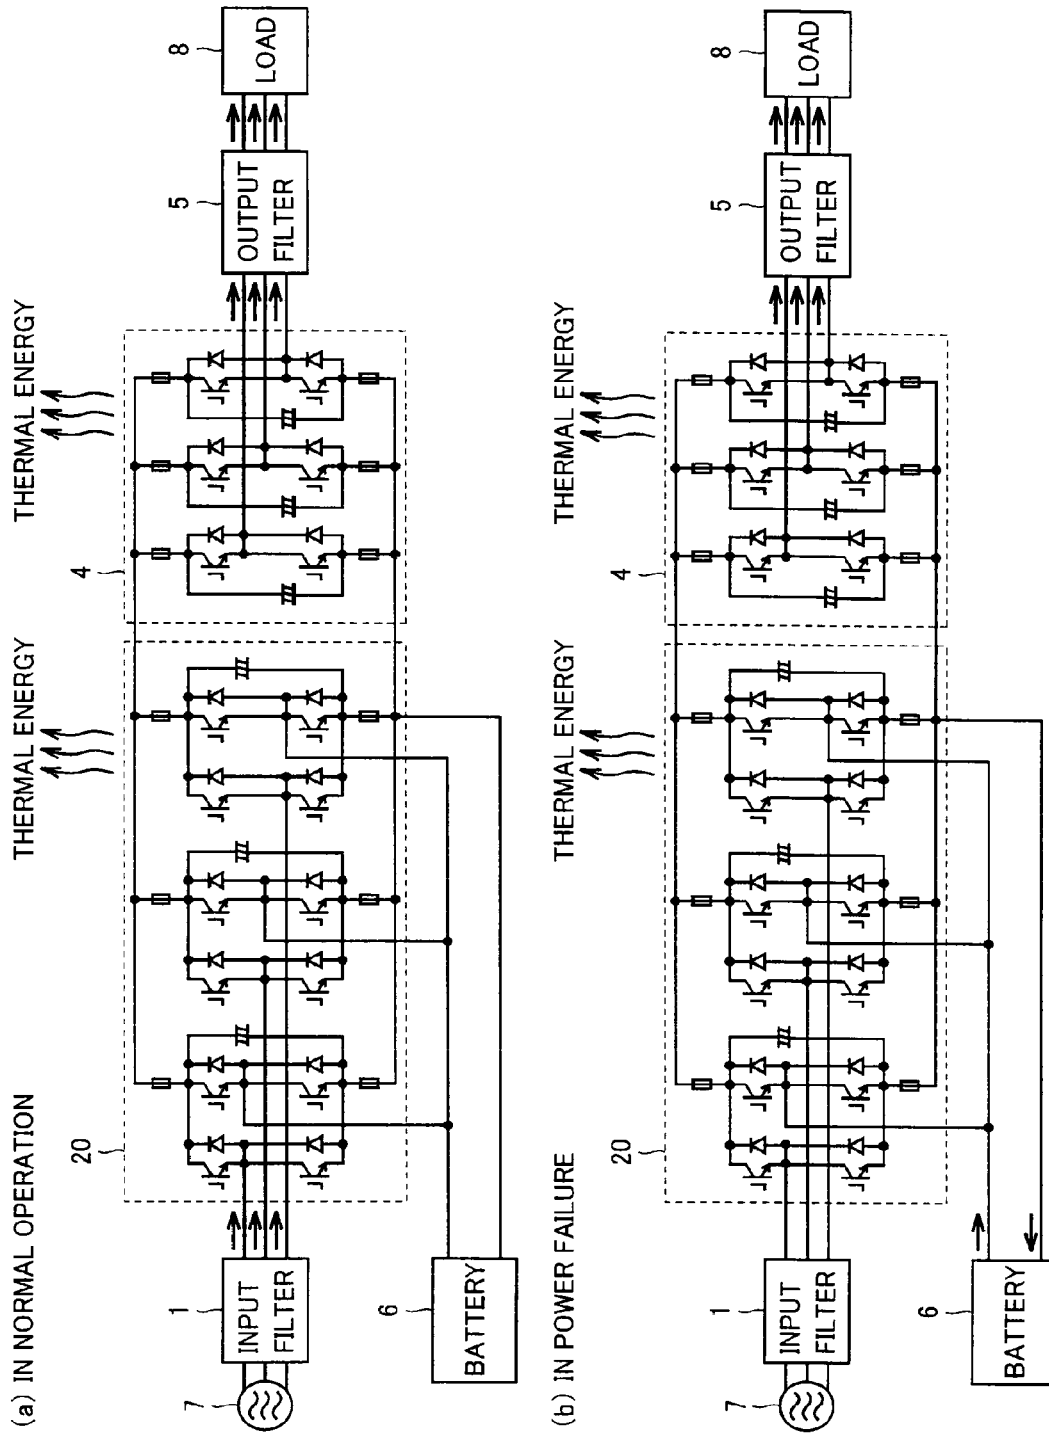 (a) IN NORMAL OPERATION
THERMAL ENERGY
THERMAL ENERGY
20
4
5
8
7
1
INPUT
FILTER
OUTPUT
FILTER
LOAD
6
BATTERY
(b) IN POWER FAILURE
THERMAL ENERGY
THERMAL ENERGY
20
4
5
8
7
1
INPUT
FILTER
OUTPUT
FILTER
LOAD
BATTERY
6